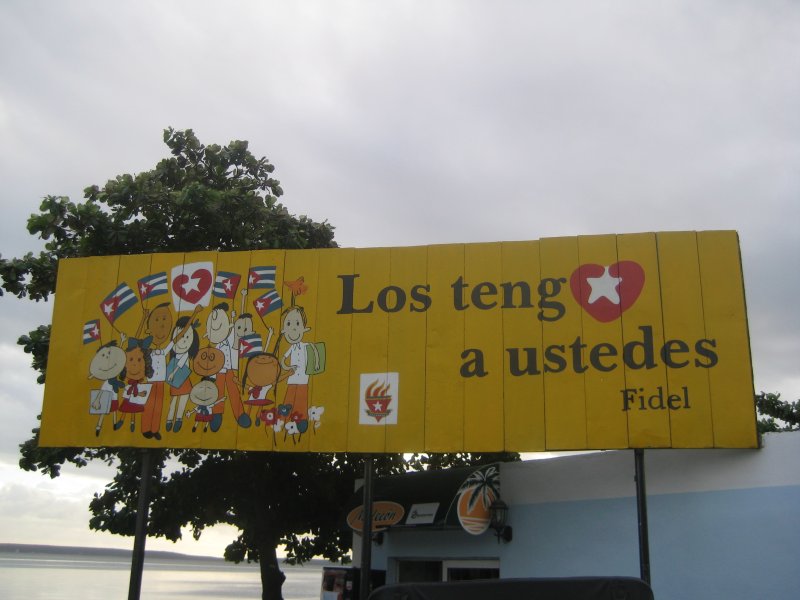 Los teng
a ustedes
Fidel